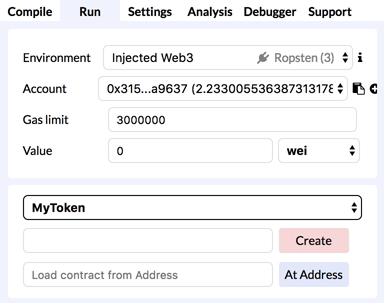 Compile Run Settings Analysis Debugger Support
Environment Injected Web3 Ropsten (3) i
Account 0x315...a9637 (2.233005536387313178
Gas limit 3000000
Value 0 wei
MyToken
Create
Load contract from Address At Address